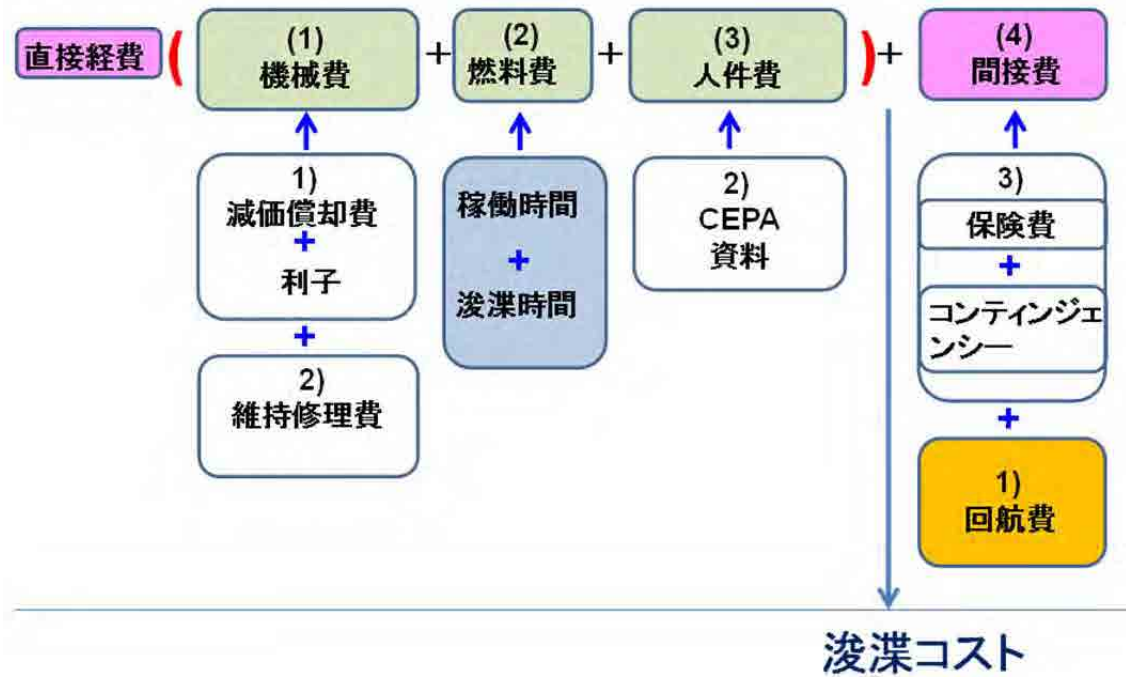 直接経費 ( (1) + (2) + (3) ) + (4)
機械費 燃料費 人件費 間接費
1)
減価償却費
+
利子
+
2)
維持修理費
稼働時間
+
浚渫時間
2)
CEPA
資料
3)
保険費
+
コンティンジェ
ンシー
+
1)
回航費
浚渫コスト